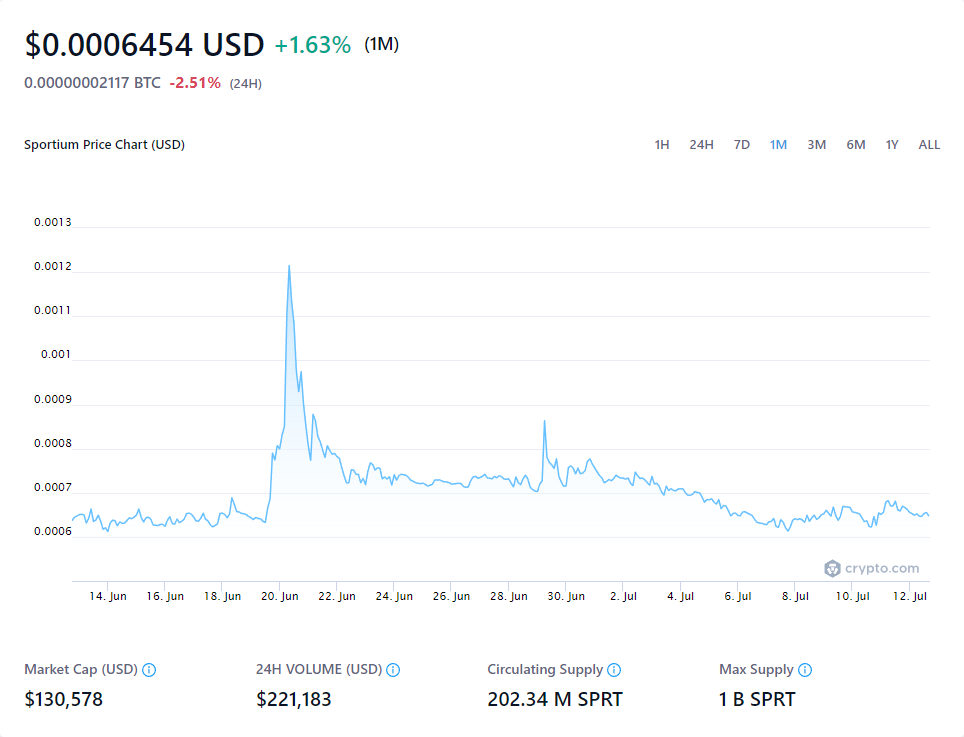 $0.0006454 USD +1.63% (1M)
0.00000002117 BTC -2.51% (24H)
Sportium Price Chart (USD) 1H 24H 7D 1M 3M 6M 1Y ALL
0.0013
0.0012
0.0011
0.001
0.0009
0.0008
0.0007
0.0006
crypto.com
14. Jun 16. Jun 18. Jun 20. Jun 22. Jun 24. Jun 26. Jun 28. Jun 30. Jun 2. Jul 4. Jul 6. Jul 8. Jul 10. Jul 12. Jul
Market Cap (USD) 24H VOLUME (USD) Circulating Supply Max Supply
$130,578 $221,183 202.34 M SPRT 1 B SPRT